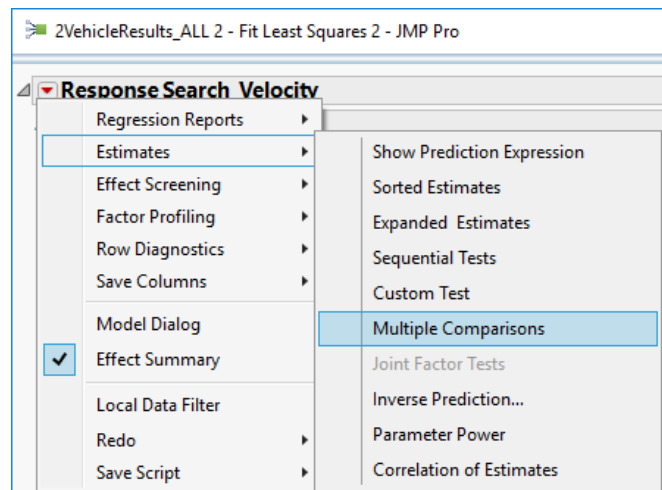 2VehicleResults_ALL 2 - Fit Least Squares 2 - JMP Pro
Response Search_Velocity
Regression Reports
Estimates
Effect Screening
Factor Profiling
Row Diagnostics
Save Columns
Model Dialog
Effect Summary
Local Data Filter
Redo
Save Script
Show Prediction Expression
Sorted Estimates
Expanded Estimates
Sequential Tests
Custom Test
Multiple Comparisons
Joint Factor Tests
Inverse Prediction...
Parameter Power
Correlation of Estimates